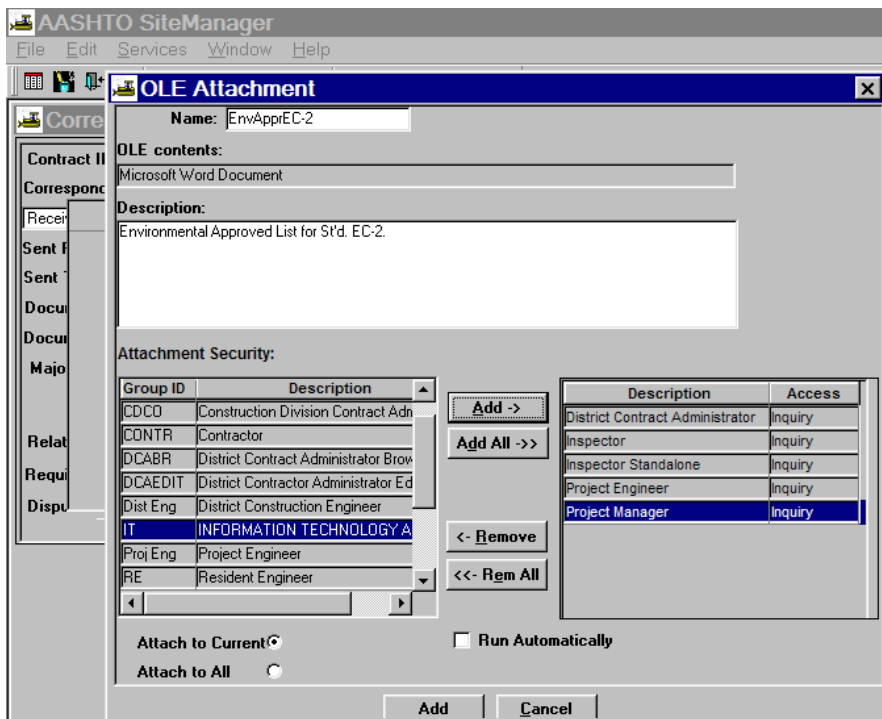 AASHTO SiteManager
File Edit Services Window Help
OLE Attachment
Corre
Name: EnvApprEC-2
Contract I
OLE contents:
Microsoft Word Document
Correspond
Description:
Recei
Environmental Approved List for St'd. EC-2.
Sent F
Sent T
Docu
Docu
Attachment Security:
Majo
Group ID Description
CDCO Construction Division Contract Adm
CONTR Contractor
DCABR District Contract Administrator Brow
DCAEDIT District Contractor Administrator Ed
Dist Eng District Construction Engineer
IT INFORMATION TECHNOLOGY A
Proj Eng Project Engineer
RE Resident Engineer
Relat
Requi
Dispu
Add ->
Add All ->>
<- Remove
<<- Rem All
Description Access
District Contract Administrator Inquiry
Inspector Inquiry
Inspector Standalone Inquiry
Project Engineer Inquiry
Project Manager Inquiry
Attach to Current
Run Automatically
Attach to All
Add Cancel